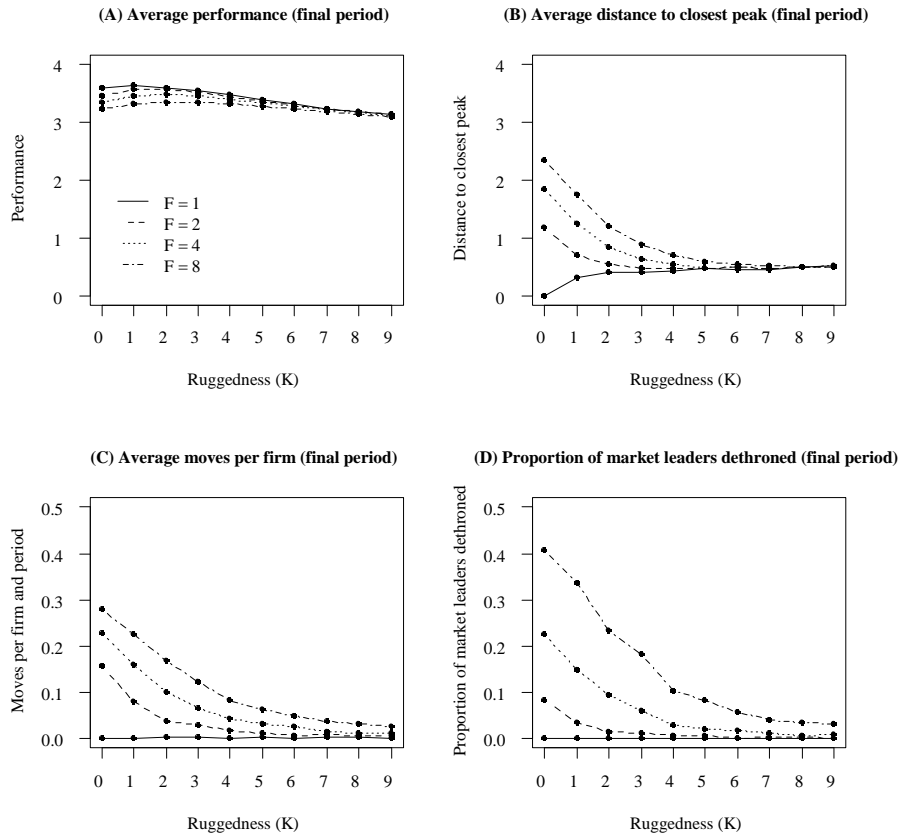 (A) Average performance (final period)
Performance
4
3
2
1
0
F = 1
F = 2
F = 4
F = 8
0 1 2 3 4 5 6 7 8 9
Ruggedness (K)
(B) Average distance to closest peak (final period)
Distance to closest peak
4
3
2
1
0
0 1 2 3 4 5 6 7 8 9
Ruggedness (K)
(C) Average moves per firm (final period)
Moves per firm and period
0.5
0.4
0.3
0.2
0.1
0.0
0 1 2 3 4 5 6 7 8 9
Ruggedness (K)
(D) Proportion of market leaders dethroned (final period)
Proportion of market leaders dethroned
0.5
0.4
0.3
0.2
0.1
0.0
0 1 2 3 4 5 6 7 8 9
Ruggedness (K)